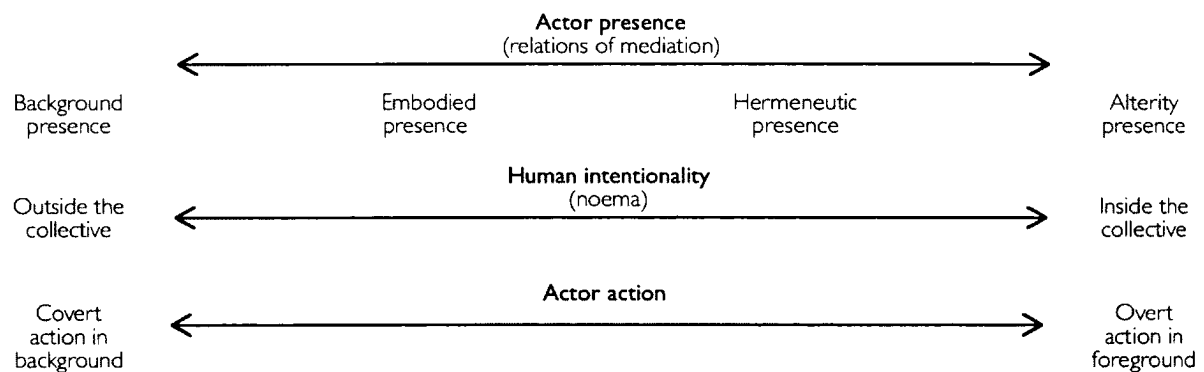 Actor presence
(relations of mediation)
Background
presence
Embodied
presence
Hermeneutic
presence
Alterity
presence
Human intentionality
(noema)
Outside the
collective
Inside the
collective
Actor action
Covert
action in
background
Overt
action in
foreground